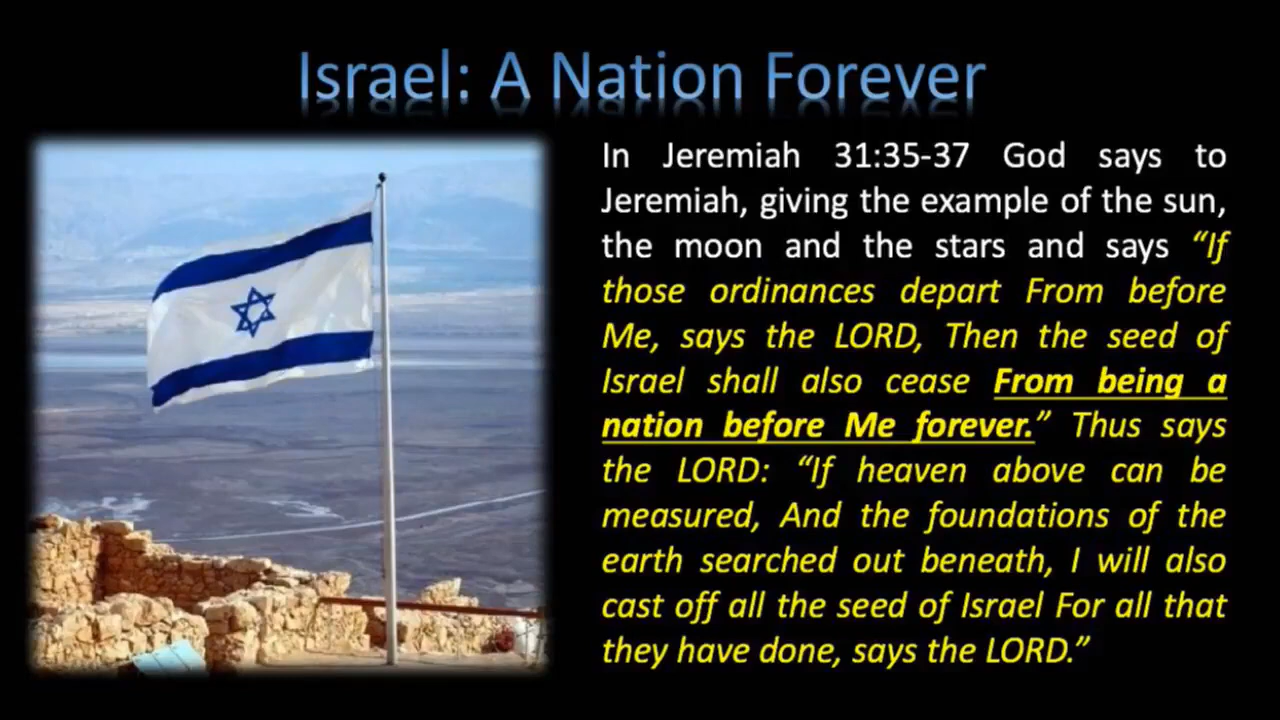 Israel: A Nation Forever
In Jeremiah 31:35-37 God says to
Jeremiah, giving the example of the sun,
the moon and the stars and says “If
those ordinances depart From before
Me, says the LORD, Then the seed of
Israel shall also cease From being a
nation before Me forever.” Thus says
the LORD: “If heaven above can be
measured, And the foundations of the
earth searched out beneath, I will also
cast off all the seed of Israel For all that
they have done, says the LORD.”